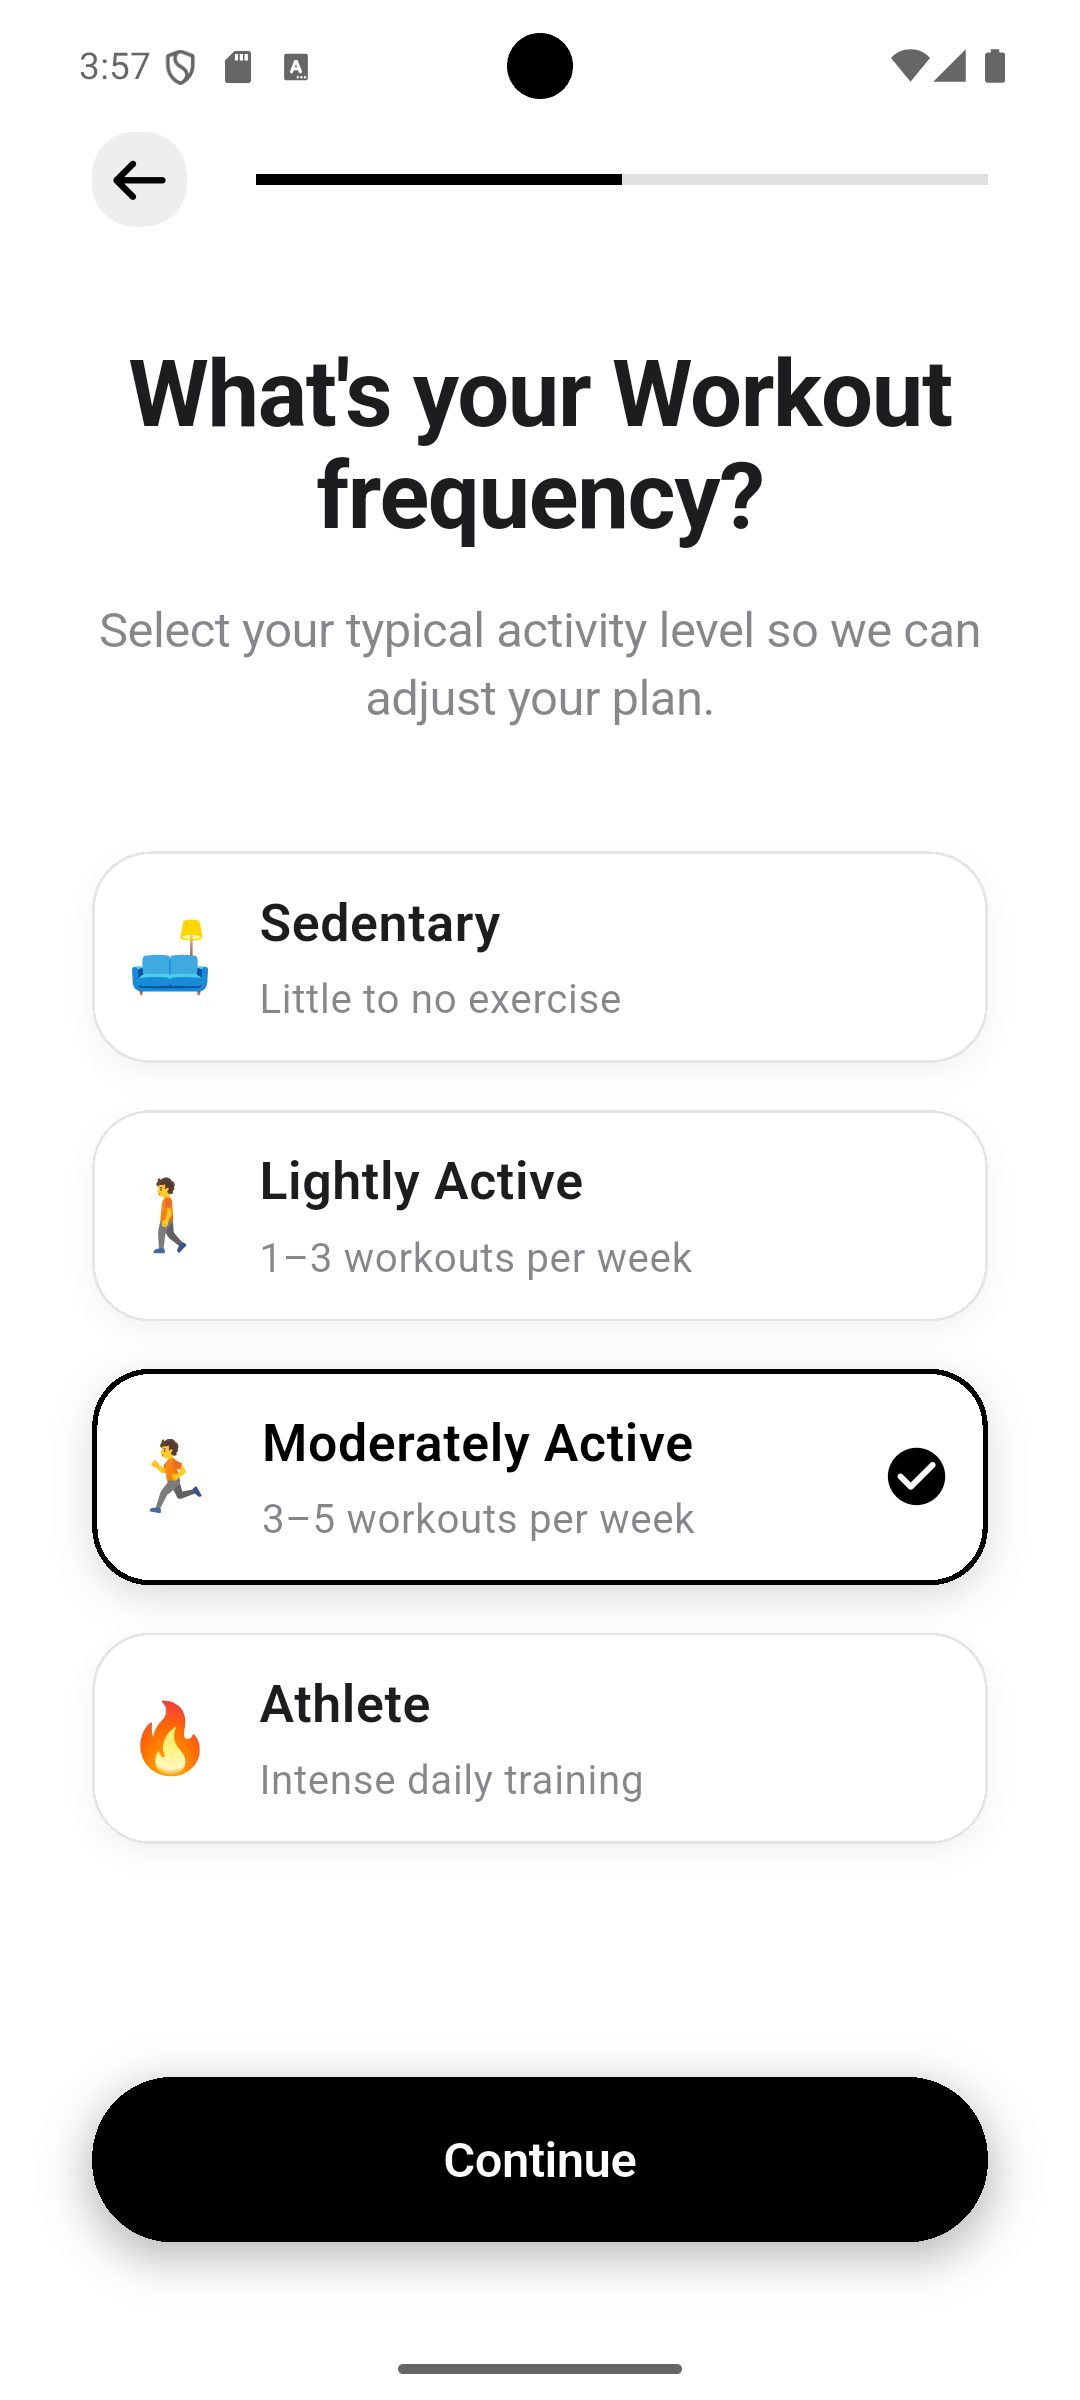 3:57
What's your Workout
frequency?
Select your typical activity level so we can
adjust your plan.
Sedentary
Little to no exercise
Lightly Active
1–3 workouts per week
Moderately Active
3–5 workouts per week
Athlete
Intense daily training
Continue